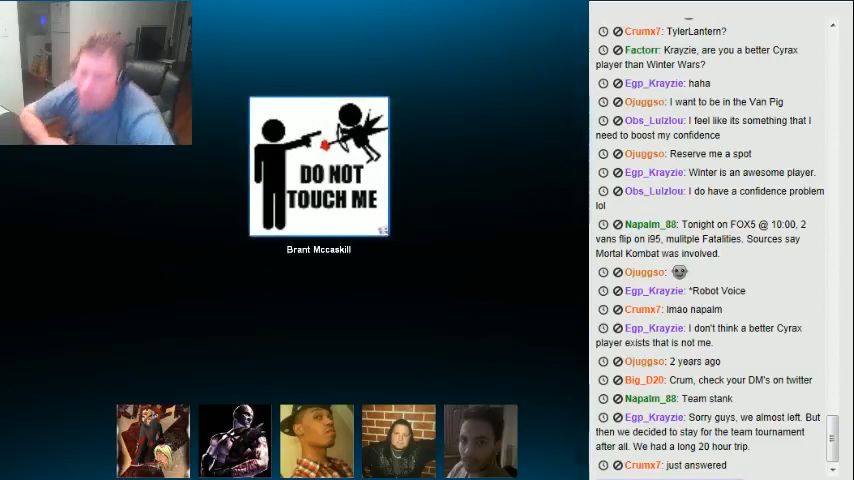 DO NOT
TOUCH ME
Brant Mccaskill
Crumx7: TylerLantern?
Factorr: Krayzie, are you a better Cyrax
player than Winter Wars?
Egp_Krayzie: haha
Ojuggso: I want to be in the Van Pig
Obs_Lulzlou: I feel like its something that I
need to boost my confidence
Ojuggso: Reserve me a spot
Egp_Krayzie: Winter is an awesome player.
Obs_Lulzlou: I do have a confidence problem
lol
Napalm_88: Tonight on FOX5 @ 10:00, 2
vans flip on i95, mulitple Fatalities. Sources say
Mortal Kombat was involved.
Ojuggso:
Egp_Krayzie: *Robot Voice
Crumx7: lmao napalm
Egp_Krayzie: I don't think a better Cyrax
player exists that is not me.
Ojuggso: 2 years ago
Big_D20: Crum, check your DM's on twitter
Napalm_88: Team stank
Egp_Krayzie: Sorry guys, we almost left. But
then we decided to stay for the team tournament
after all. We had a long 20 hour trip.
Crumx7: just answered